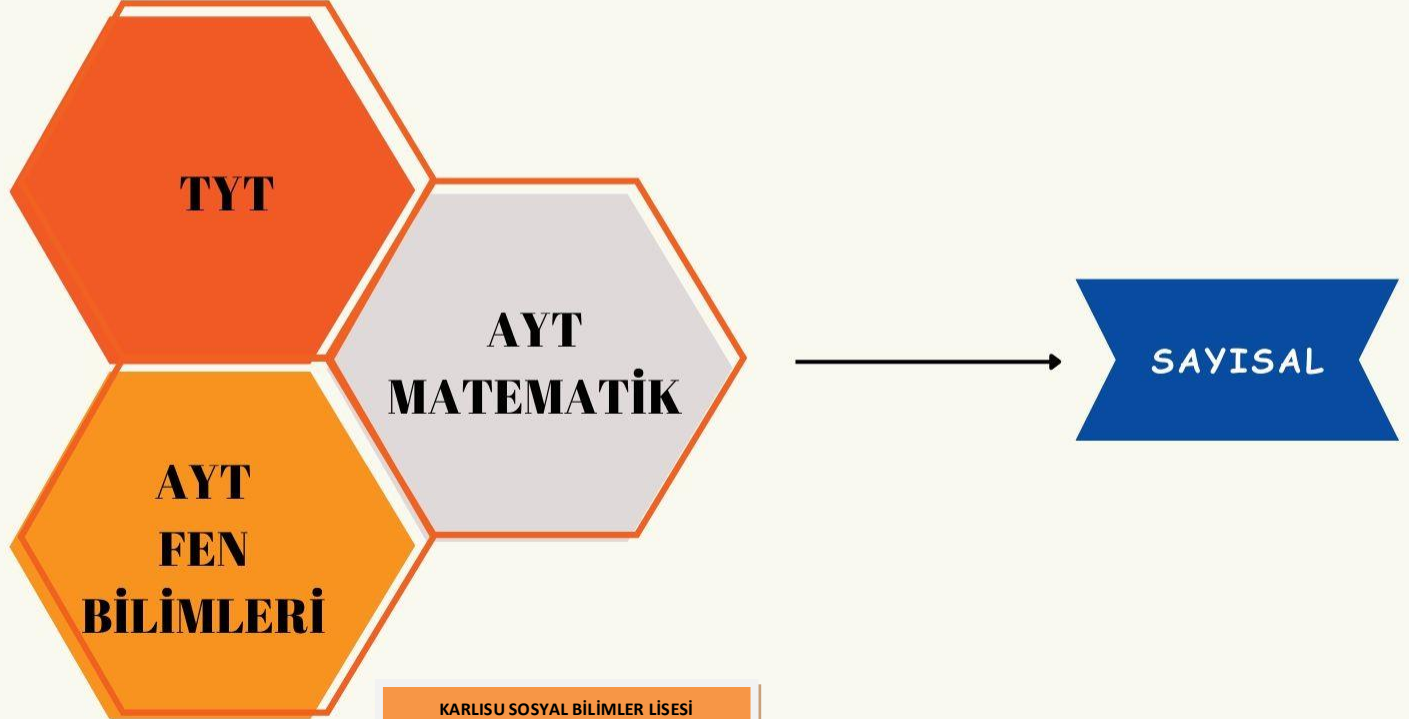 TYT
AYT
MATEMATİK
SAYISAL
AYT
FEN
BİLİMLERİ
KARLISU SOSYAL BİLİMLER LİSESİ